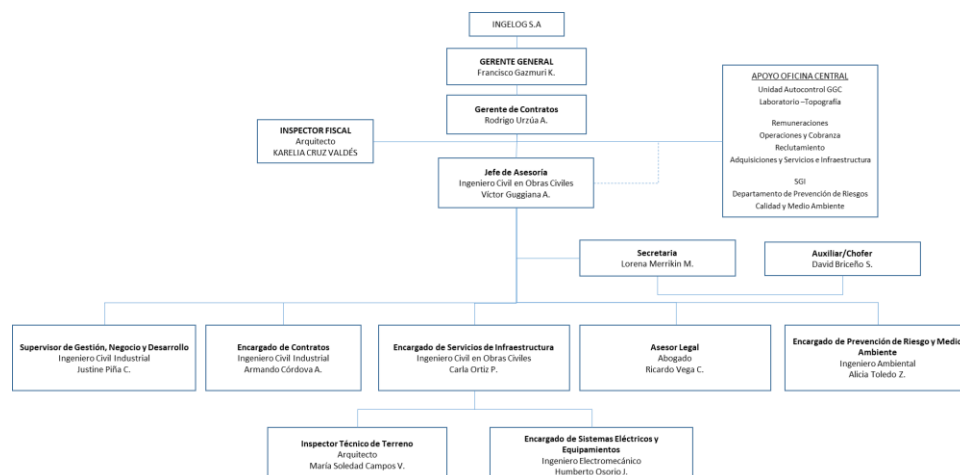 INGELOG S.A
GERENTE GENERAL
Francisco Gazmuri K.
Gerente de Contratos
Rodrigo Urzúa A.
INSPECTOR FISCAL
Arquitecto
KARELIA CRUZ VALDÉS
APOYO OFICINA CENTRAL
Unidad Autocontrol GGC
Laboratorio –Topografía
Remuneraciones
Operaciones y Cobranza
Reclutamiento
Adquisiciones y Servicios e Infraestructura
SGI
Departamento de Prevención de Riesgos
Calidad y Medio Ambiente
Jefe de Asesoría
Ingeniero Civil en Obras Civiles
Víctor Guggiana A.
Secretaria
Lorena Merrikin M.
Auxiliar/Chofer
David Briceño S.
Supervisor de Gestión, Negocio y Desarrollo
Ingeniero Civil Industrial
Justine Piña C.
Encargado de Contratos
Ingeniero Civil Industrial
Armando Córdova A.
Encargado de Servicios de Infraestructura
Ingeniero Civil en Obras Civiles
Carla Ortiz P.
Asesor Legal
Abogado
Ricardo Vega C.
Encargado de Prevención de Riesgo y Medio
Ambiente
Ingeniero Ambiental
Alicia Toledo Z.
Inspector Técnico de Terreno
Arquitecto
María Soledad Campos V.
Encargado de Sistemas Eléctricos y
Equipamientos
Ingeniero Electromecánico
Humberto Osorio J.